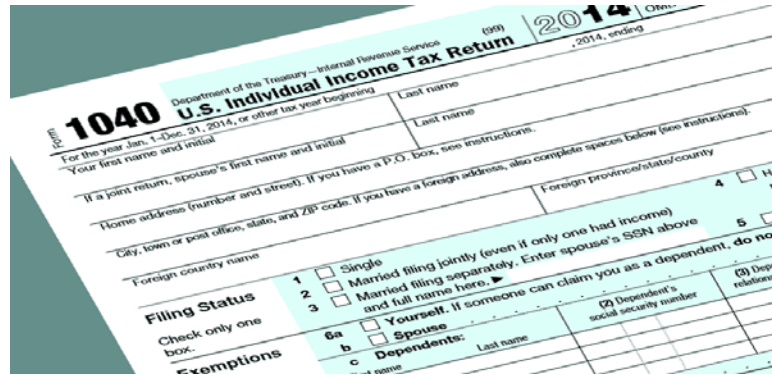 Form 1040 Department of the Treasury—Internal Revenue Service (99)
U.S. Individual Income Tax Return 2014
For the year Jan. 1–Dec. 31, 2014, or other tax year beginning , 2014, ending
Your first name and initial Last name
If a joint return, spouse's first name and initial Last name
Home address (number and street). If you have a P.O. box, see instructions.
City, town or post office, state, and ZIP code. If you have a foreign address, also complete spaces below (see instructions).
Foreign country name Foreign province/state/county
Filing Status
Check only one
box.
1 Single 4
2 Married filing jointly (even if only one had income)
3 Married filing separately. Enter spouse's SSN above 5
and full name here. ►
Exemptions
6a Yourself. If someone can claim you as a dependent, do no
b Spouse . . . . . . . . . .
c Dependents: (2) Dependent's (3) Dep
name Last name social security number relation